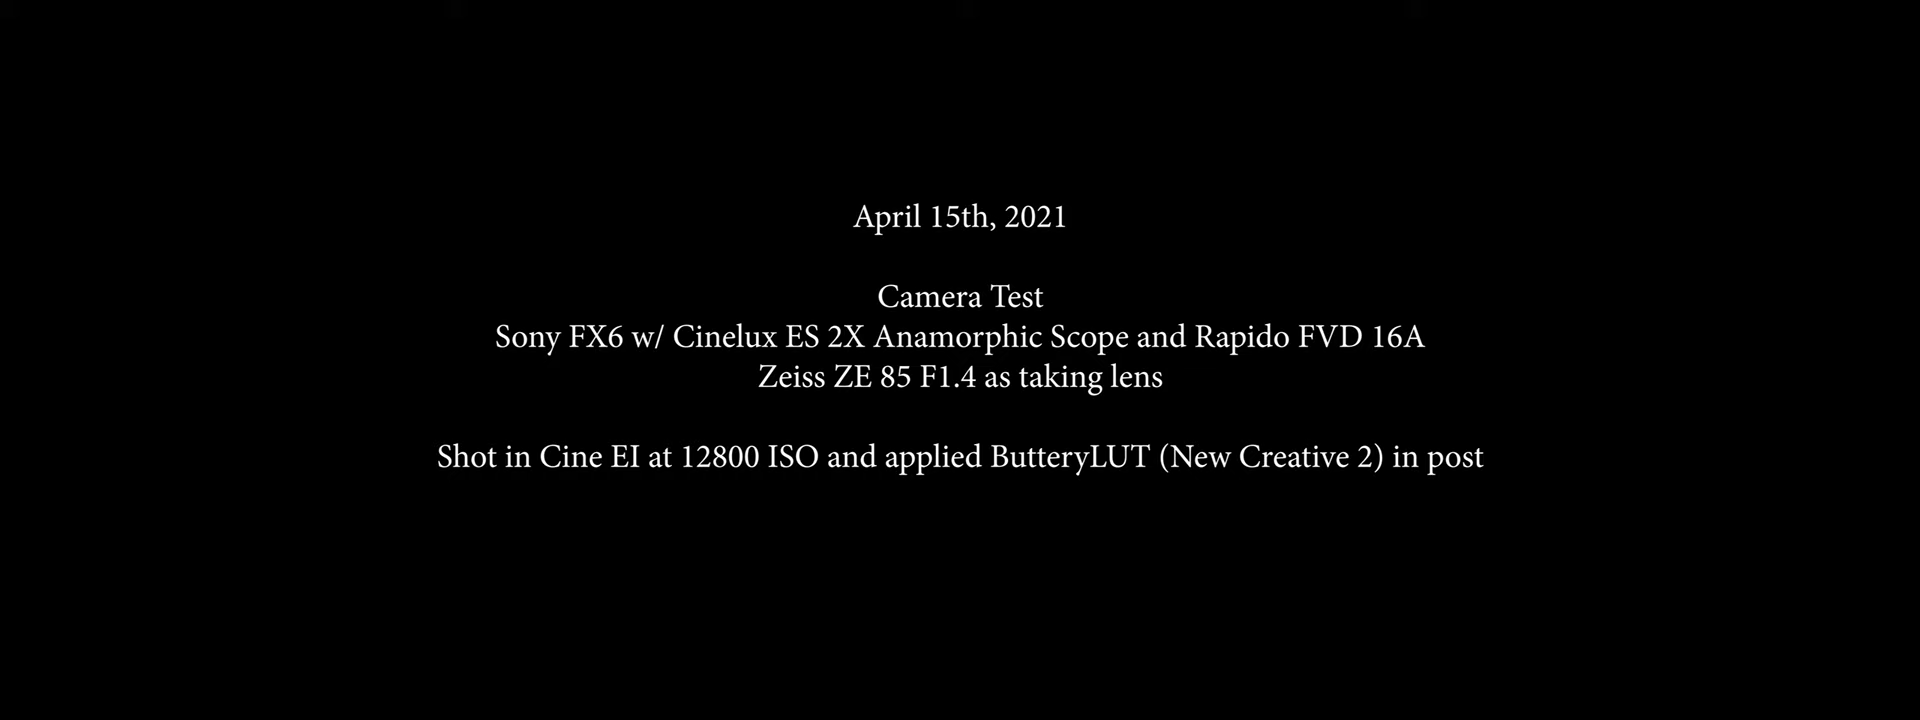 April 15th, 2021
Camera Test
Sony FX6 w/ Cinelux ES 2X Anamorphic Scope and Rapido FVD 16A
Zeiss ZE 85 F1.4 as taking lens
Shot in Cine EI at 12800 ISO and applied ButteryLUT (New Creative 2) in post